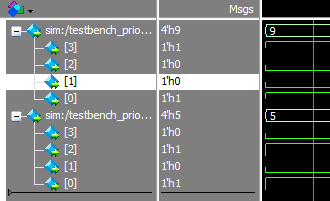 Msgs
sim:/testbench_prio... 4'h9 9
[3] 1'h1
[2] 1'h0
[1] 1'h0
[0] 1'h1
sim:/testbench_prio... 4'h5 5
[3] 1'h0
[2] 1'h1
[1] 1'h0
[0] 1'h1